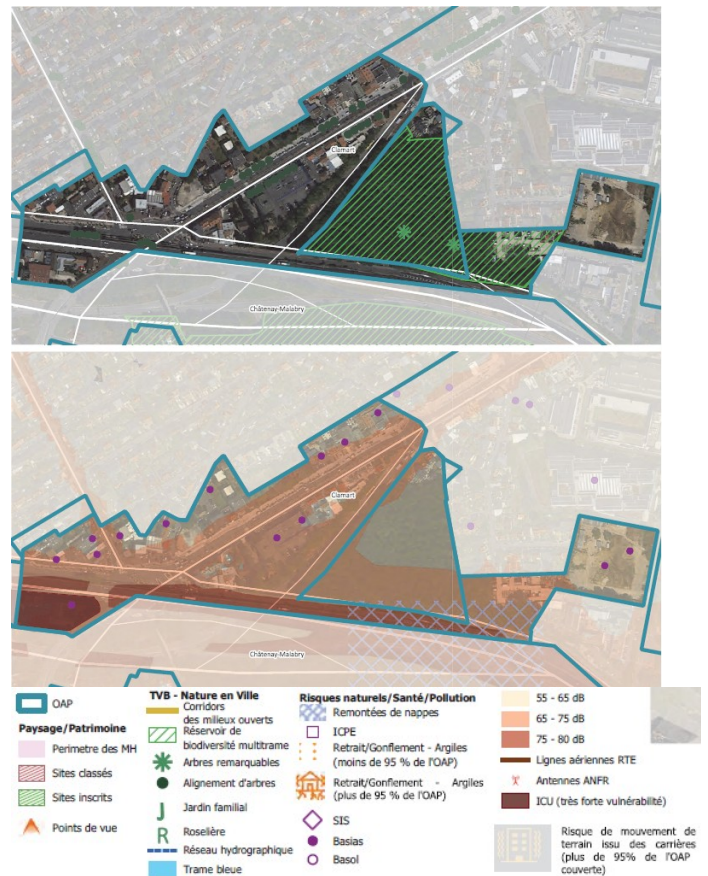 Clamart
Châtenay-Malabry
Clamart
Châtenay-Malabry
OAP
Paysage/Patrimoine
Perimetre des MH
Sites classés
Sites inscrits
Points de vue
TVB - Nature en Ville
Corridors
des milieux ouverts
Réservoir de
biodiversité multitrame
Arbres remarquables
Alignement d'arbres
J Jardin familial
R Roselière
Réseau hydrographique
Trame bleue
Risques naturels/Santé/Pollution
Remontées de nappes
ICPE
Retrait/Gonflement - Argiles
(moins de 95 % de l'OAP)
Retrait/Gonflement - Argiles
(plus de 95 % de l'OAP)
SIS
Basias
Basol
55 - 65 dB
65 - 75 dB
75 - 80 dB
Lignes aériennes RTE
Antennes ANFR
ICU (très forte vulnérabilité)
Risque de mouvement de
terrain issu des carrières
(plus de 95% de l'OAP
couverte)